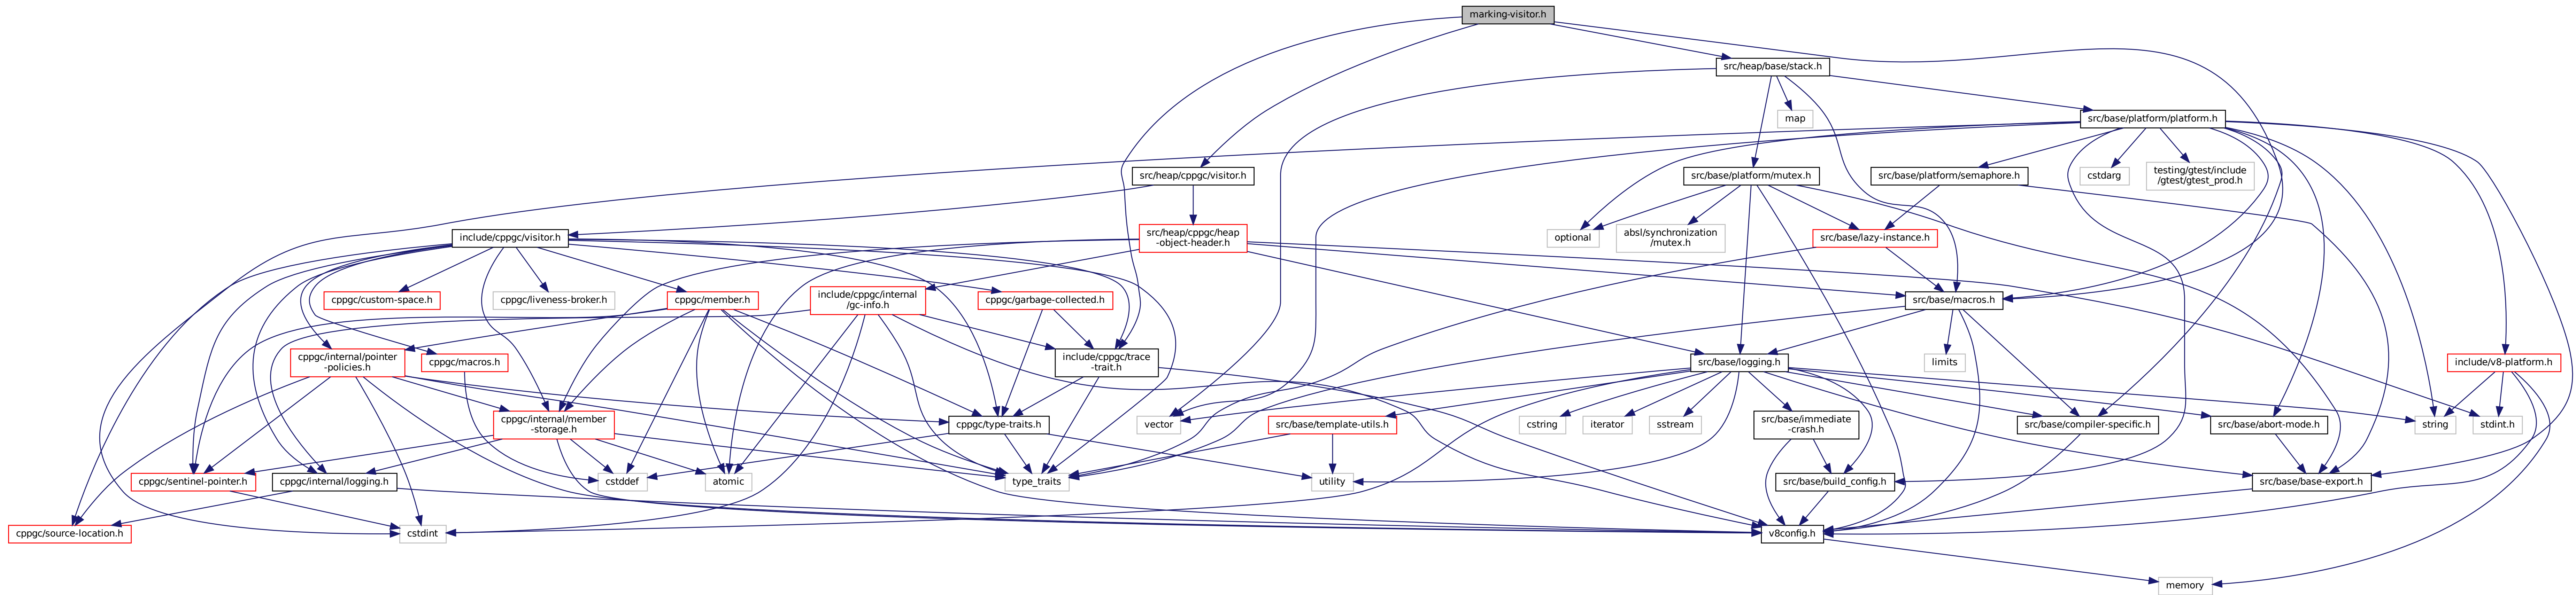 marking-visitor.h
src/heap/base/stack.h
map
src/base/platform/platform.h
src/heap/cppgc/visitor.h
src/base/platform/mutex.h
src/base/platform/semaphore.h
cstdarg
testing/gtest/include
/gtest/gtest_prod.h
include/cppgc/visitor.h
src/heap/cppgc/heap
-object-header.h
optional
absl/synchronization
/mutex.h
src/base/lazy-instance.h
cppgc/custom-space.h
cppgc/liveness-broker.h
cppgc/member.h
include/cppgc/internal
/gc-info.h
cppgc/garbage-collected.h
src/base/macros.h
cppgc/internal/pointer
-policies.h
cppgc/macros.h
include/cppgc/trace
-trait.h
src/base/logging.h
limits
include/v8-platform.h
cppgc/internal/member
-storage.h
cppgc/type-traits.h
vector
src/base/template-utils.h
cstring
iterator
sstream
src/base/immediate
-crash.h
src/base/compiler-specific.h
src/base/abort-mode.h
string
stdint.h
cppgc/sentinel-pointer.h
cppgc/internal/logging.h
cstddef
atomic
type_traits
utility
src/base/build_config.h
src/base/base-export.h
cppgc/source-location.h
cstdint
v8config.h
memory